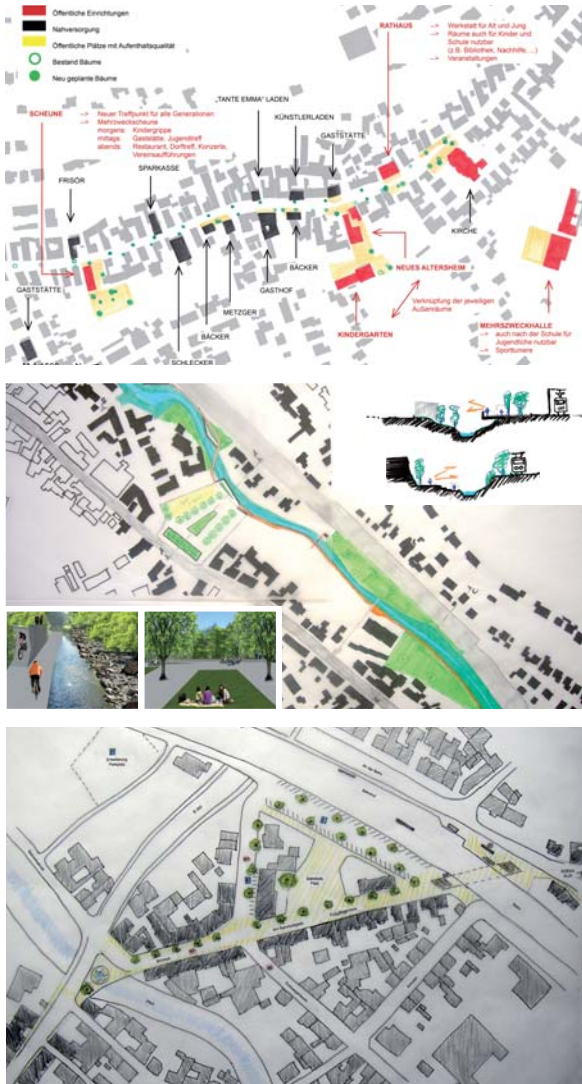 Öffentliche Einrichtungen
Nahversorgung
Öffentliche Plätze mit Aufenthaltsqualität
Bestand Bäume
Neu geplante Bäume
RATHAUS
--> Werkstatt für Alt und Jung
--> Räume auch für Kinder und
Schule nutzbar
(z.B. Bibliothek, Nachhilfe, ...)
--> Veranstaltungen
SCHEUNE
--> Neuer Treffpunkt für alle Generationen
--> Mehrzweckscheune
morgens: Kindergrippe
mittags: Gaststätte, Jugendtreff
abends: Restaurant, Dorftreff, Konzerte,
Vereinsaufführungen
„TANTE EMMA" LADEN
KÜNSTLERLADEN
GASTSTÄTTE
SPARKASSE
FRISÖR
KIRCHE
GASTSTÄTTE
BÄCKER
NEUES ALTERSHEIM
GASTHOF
METZGER
BÄCKER
SCHLECKER
KINDERGARTEN
Verknüpfung der jeweiligen
Außenräume
MEHRSZWECKHALLE
--> auch nach der Schule für
Jugendliche nutzbar
--> Sportturniere